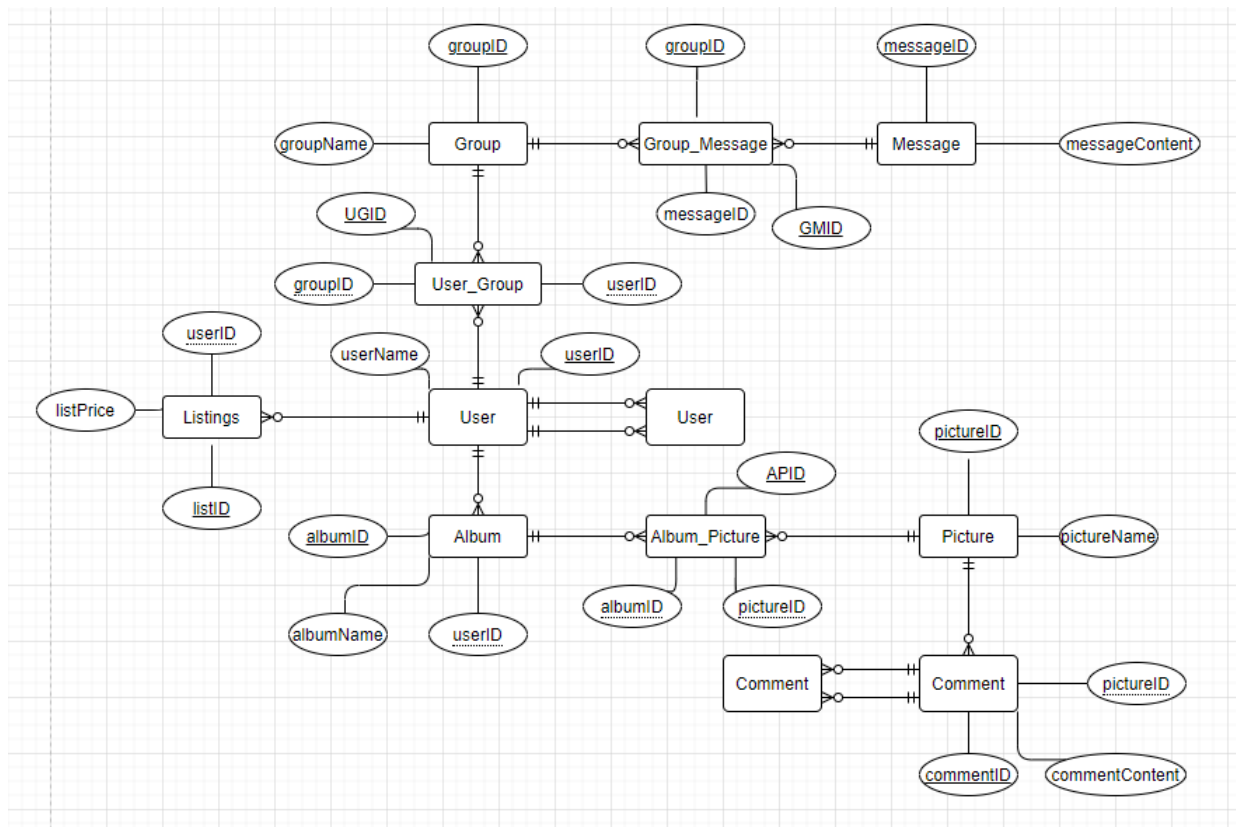 groupID
groupID
messageID
groupName
Group
Group_Message
Message
messageContent
UGID
messageID
GMID
groupID
User_Group
userID
userID
userName
userID
listPrice
Listings
User
User
pictureID
listID
APID
albumID
Album
Album_Picture
Picture
pictureName
albumID
pictureID
albumName
userID
Comment
Comment
pictureID
commentID
commentContent